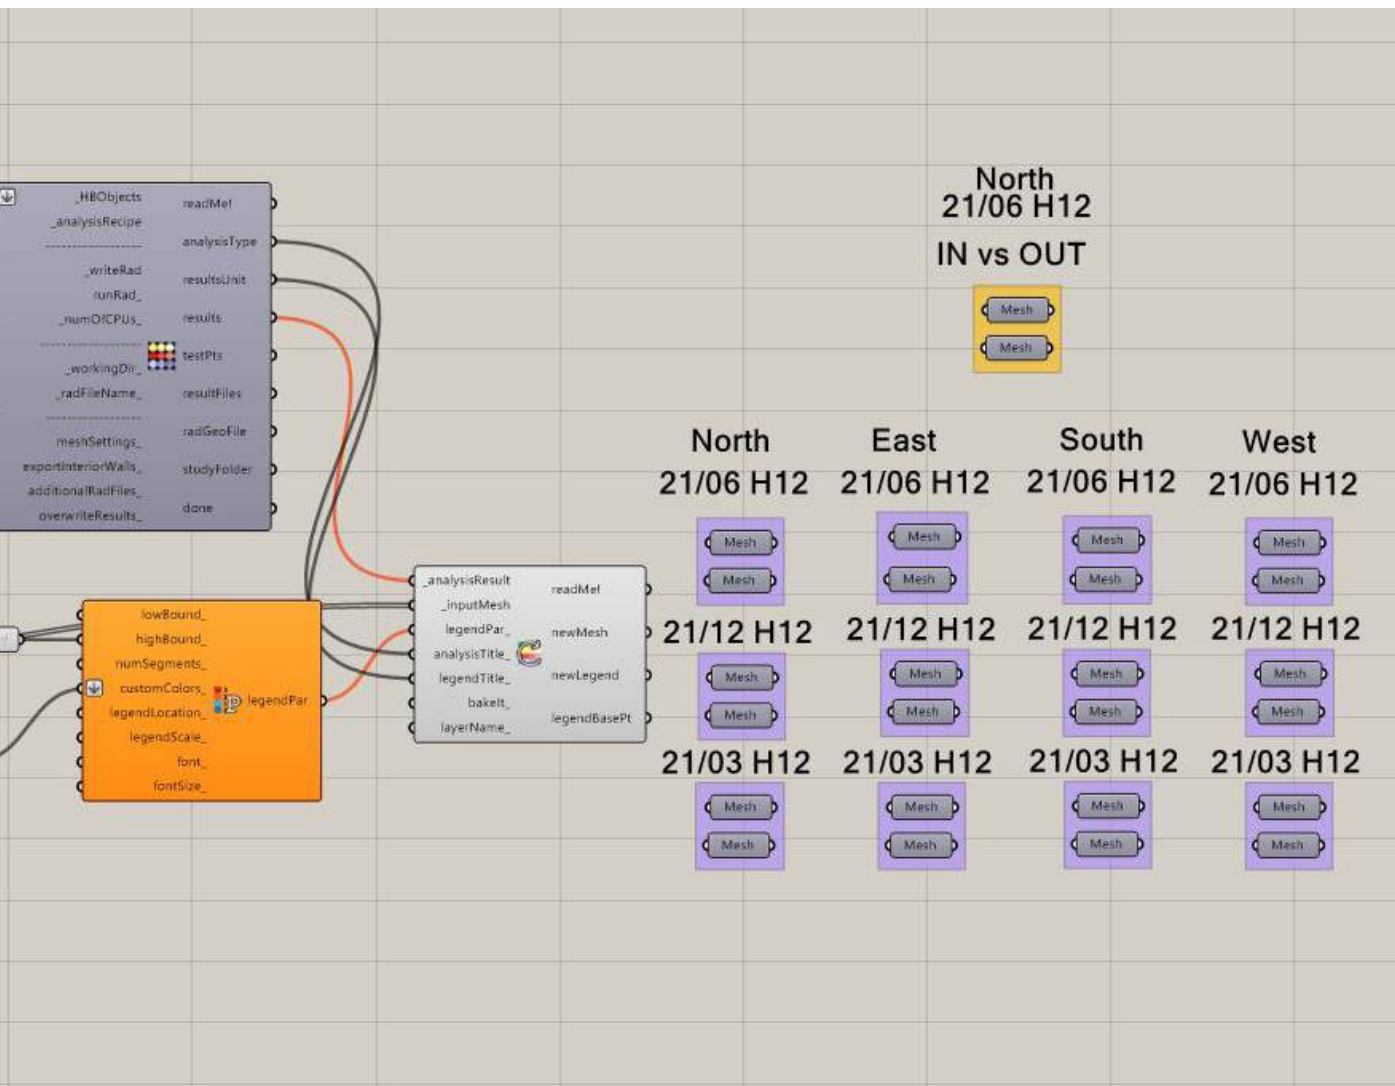 _HBObjects
_analysisRecipe
--------------------
_writeRad
runRad_
_numOfCPUs_
--------------------
_workingDir_
_radFileName_
--------------------
meshSettings_
exportInteriorWalls_
additionalRadFiles_
overwriteResults_
readMe!
analysisType
resultsUnit
results
testPts
resultFiles
radGeoFile
studyFolder
done
lowBound_
highBound_
numSegments_
customColors_
legendLocation_
legendScale_
font_
fontSize_
legendPar
_analysisResult
_inputMesh
legendPar_
analysisTitle_
legendTitle_
bakeIt_
layerName_
readMe!
newMesh
newLegend
legendBasePt
North
21/06 H12
IN vs OUT
Mesh
Mesh
North East South West
21/06 H12 21/06 H12 21/06 H12 21/06 H12
Mesh Mesh Mesh Mesh
Mesh Mesh Mesh Mesh
21/12 H12 21/12 H12 21/12 H12 21/12 H12
Mesh Mesh Mesh Mesh
Mesh Mesh Mesh Mesh
21/03 H12 21/03 H12 21/03 H12 21/03 H12
Mesh Mesh Mesh Mesh
Mesh Mesh Mesh Mesh